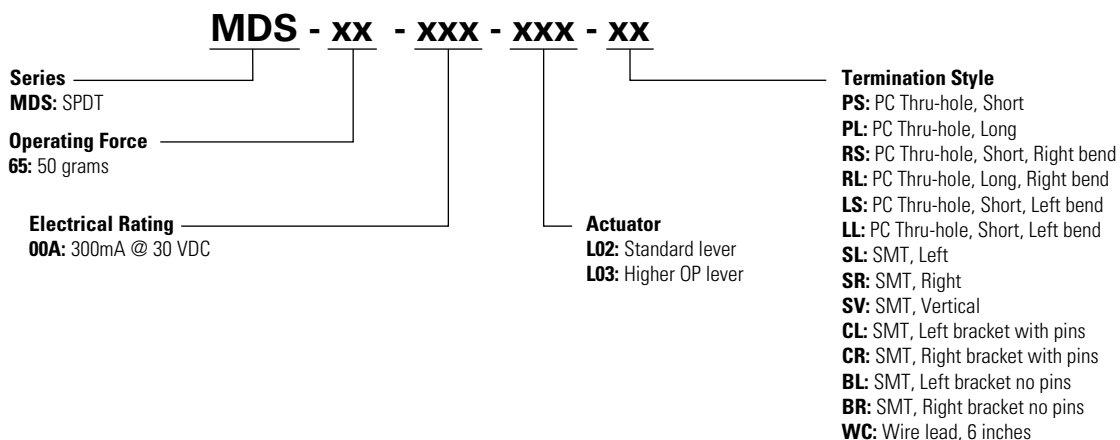 MDS - xx - xxx - xxx - xx
Series
MDS: SPDT
Operating Force
65: 50 grams
Electrical Rating
00A: 300mA @ 30 VDC
Actuator
L02: Standard lever
L03: Higher OP lever
Termination Style
PS: PC Thru-hole, Short
PL: PC Thru-hole, Long
RS: PC Thru-hole, Short, Right bend
RL: PC Thru-hole, Long, Right bend
LS: PC Thru-hole, Short, Left bend
LL: PC Thru-hole, Short, Left bend
SL: SMT, Left
SR: SMT, Right
SV: SMT, Vertical
CL: SMT, Left bracket with pins
CR: SMT, Right bracket with pins
BL: SMT, Left bracket no pins
BR: SMT, Right bracket no pins
WC: Wire lead, 6 inches